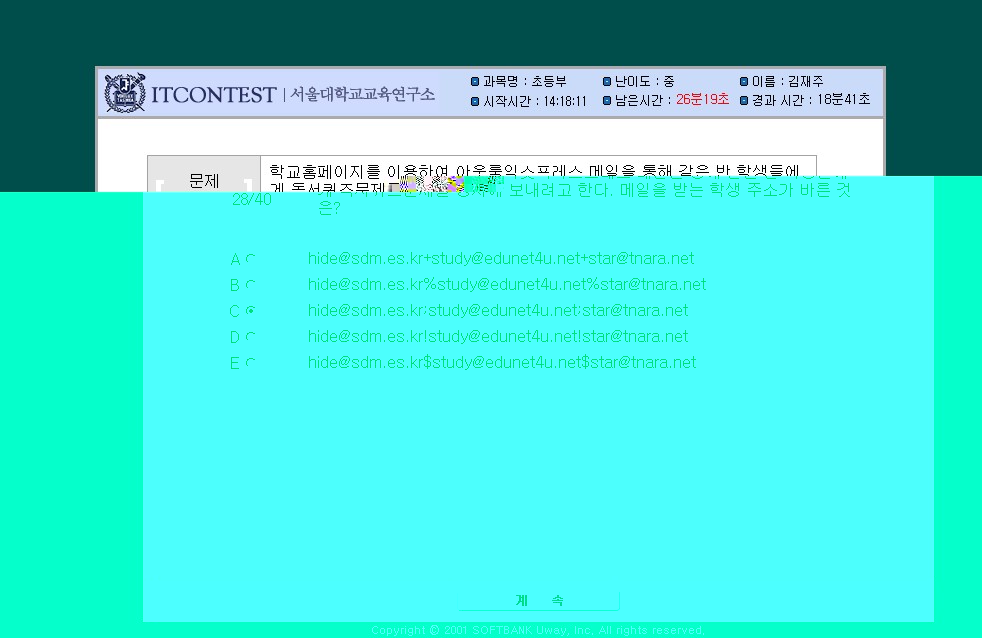 ITCONTEST | 서울대학교교육연구소
과목명 : 초등부 난이도 : 중 이름 : 김재주
시작시간 : 14:18:11 남은시간 : 26분19초 경과 시간 : 18분41초
문제
학교홈페이지를 이용하여 아웃룩익스프레스 메일을 통해 같은 반 학생들에
게 독서퀴즈문제 보내려고 한다. 메일을 받는 학생 주소가 바른 것
28/40
은?
A hide@sdm.es.kr+study@edunet4u.net+star@tnara.net
B hide@sdm.es.kr%study@edunet4u.net%star@tnara.net
C hide@sdm.es.kr;study@edunet4u.net;star@tnara.net
D hide@sdm.es.kr!study@edunet4u.net!star@tnara.net
E hide@sdm.es.kr$study@edunet4u.net$star@tnara.net
계 속
Copyright © 2001 SOFTBANK Uway, Inc. All rights reserved.